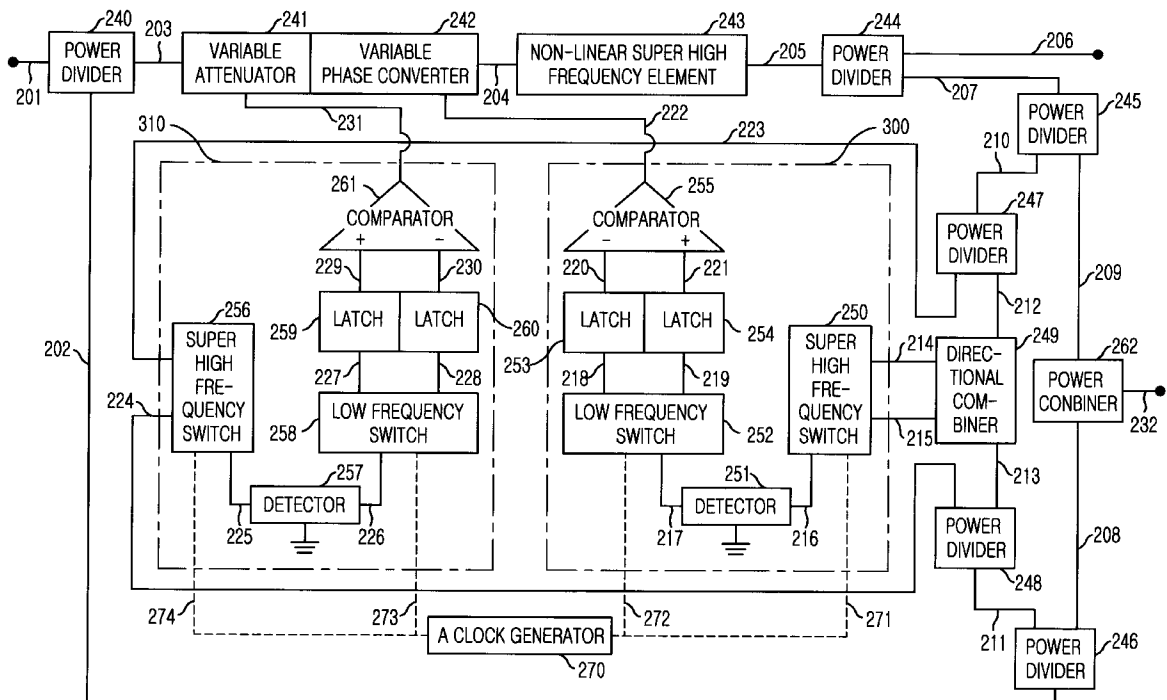 240
241
242
243
244
POWER DIVIDER
203
VARIABLE ATTENUATOR
VARIABLE PHASE CONVERTER
NON-LINEAR SUPER HIGH FREQUENCY ELEMENT
205
POWER DIVIDER
206
201
204
207
231
222
245
310
223
300
POWER DIVIDER
210
261
COMPARATOR
+ −
255
COMPARATOR
− +
247
POWER DIVIDER
229
230
220
221
209
256
259
LATCH
LATCH
260
LATCH
LATCH
254
250
212
SUPER HIGH FRE- QUENCY SWITCH
253
SUPER HIGH FRE- QUENCY SWITCH
214
249
DIREC- TIONAL COM- BINER
262
POWER CONBINER
202
227
228
218
219
224
258
LOW FREQUENCY SWITCH
LOW FREQUENCY SWITCH
252
215
232
257
251
213
DETECTOR
DETECTOR
225
226
217
216
POWER DIVIDER
208
248
274
273
272
271
A CLOCK GENERATOR
270
211
246
POWER DIVIDER